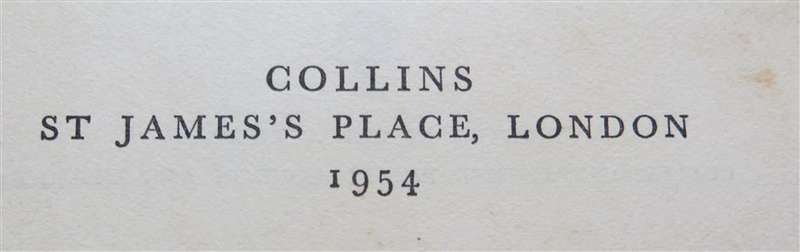 COLLINS
ST JAMES'S PLACE, LONDON
1954